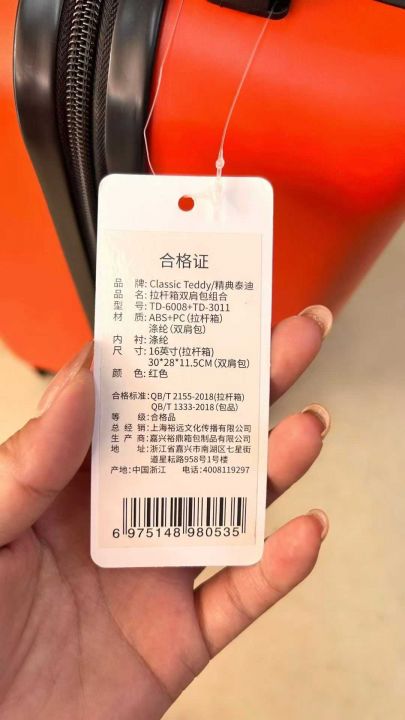 合格证
品 牌: Classic Teddy/精典泰迪
品 名: 拉杆箱双肩包组合
型 号: TD-6008+TD-3011
材 质: ABS+PC(拉杆箱)
涤纶(双肩包)
内 衬: 涤纶
尺 寸: 16英寸(拉杆箱)
30*28*11.5CM(双肩包)
颜 色: 红色
合格标准: QB/T 2155-2018(拉杆箱)
QB/T 1333-2018(包品)
等 级: 合格品
总 经 销: 上海裕远文化传播有限公司
生 产 商: 嘉兴裕鼎箱包制品有限公司
地 址: 浙江省嘉兴市南湖区七星街
道星耘路958号1号楼
产地: 中国浙江 电话: 4008119297
6 975148 980535